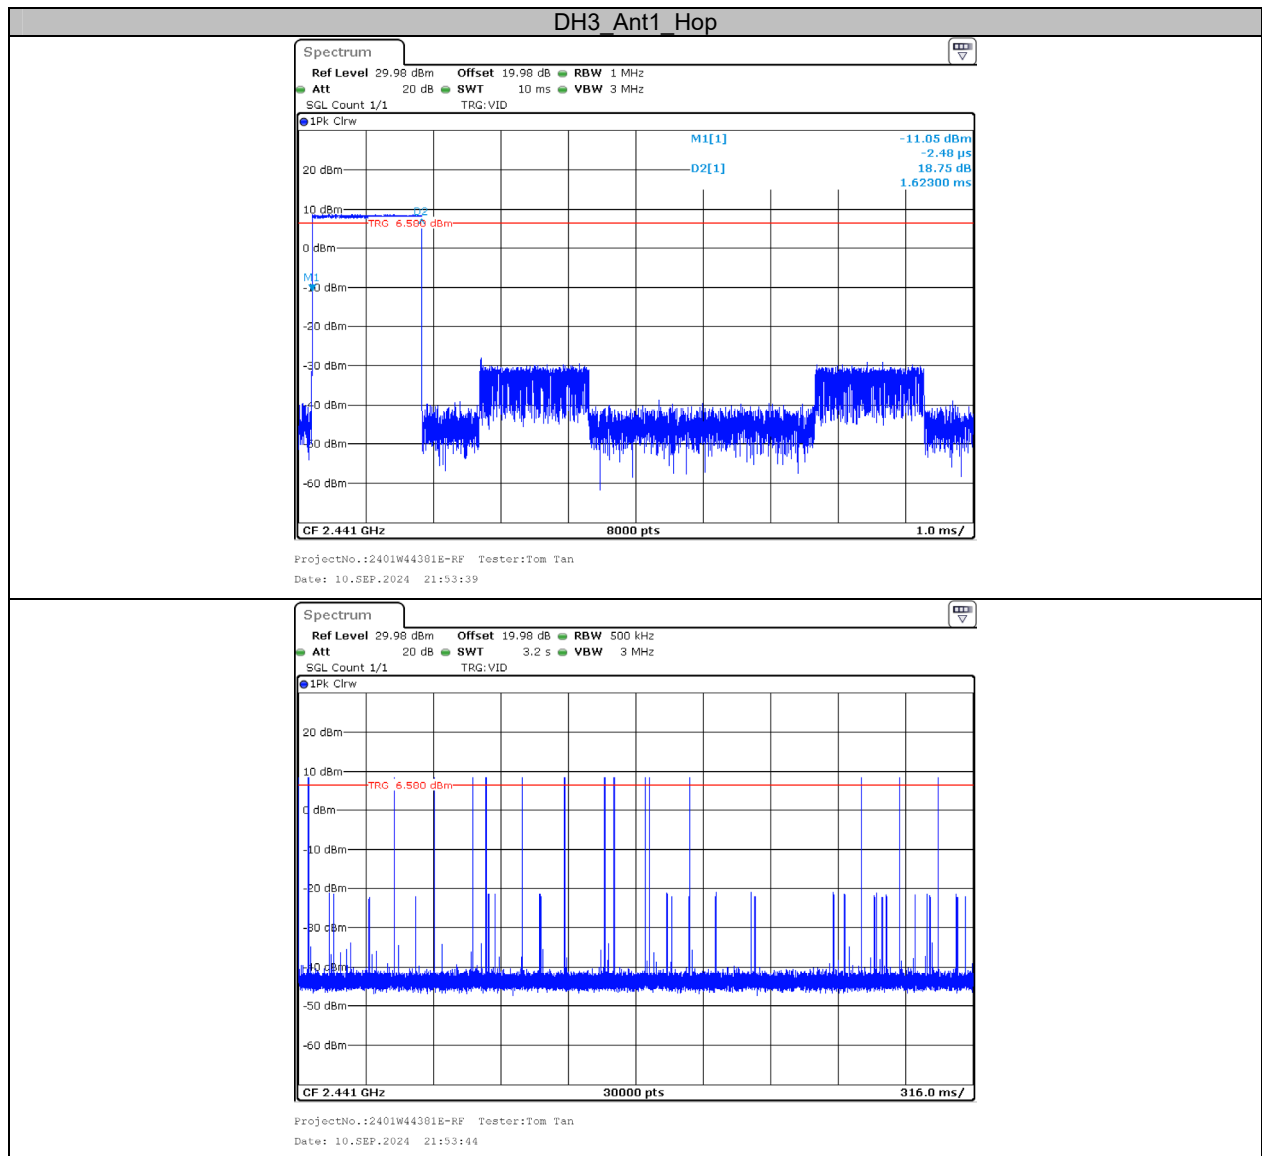 DH3_Ant1_Hop
Spectrum
Ref Level 29.98 dBm Offset 19.98 dB RBW 1 MHz
Att 20 dB SWT 10 ms VBW 3 MHz
SGL Count 1/1 TRG:VID
1Pk Clrw
M1[1] -11.05 dBm
-2.48 µs
D2[1] 18.75 dB
1.62300 ms
20 dBm
10 dBm
D2
TRG 6.500 dBm
0 dBm
M1
-10 dBm
-20 dBm
-30 dBm
-40 dBm
-50 dBm
-60 dBm
CF 2.441 GHz 8000 pts 1.0 ms/
ProjectNo.:2401W44381E-RF Tester:Tom Tan
Date: 10.SEP.2024 21:53:39
Spectrum
Ref Level 29.98 dBm Offset 19.98 dB RBW 500 kHz
Att 20 dB SWT 3.2 s VBW 3 MHz
SGL Count 1/1 TRG:VID
1Pk Clrw
20 dBm
10 dBm
TRG 6.500 dBm
0 dBm
-10 dBm
-20 dBm
-30 dBm
-40 dBm
-50 dBm
-60 dBm
CF 2.441 GHz 30000 pts 316.0 ms/
ProjectNo.:2401W44381E-RF Tester:Tom Tan
Date: 10.SEP.2024 21:53:44